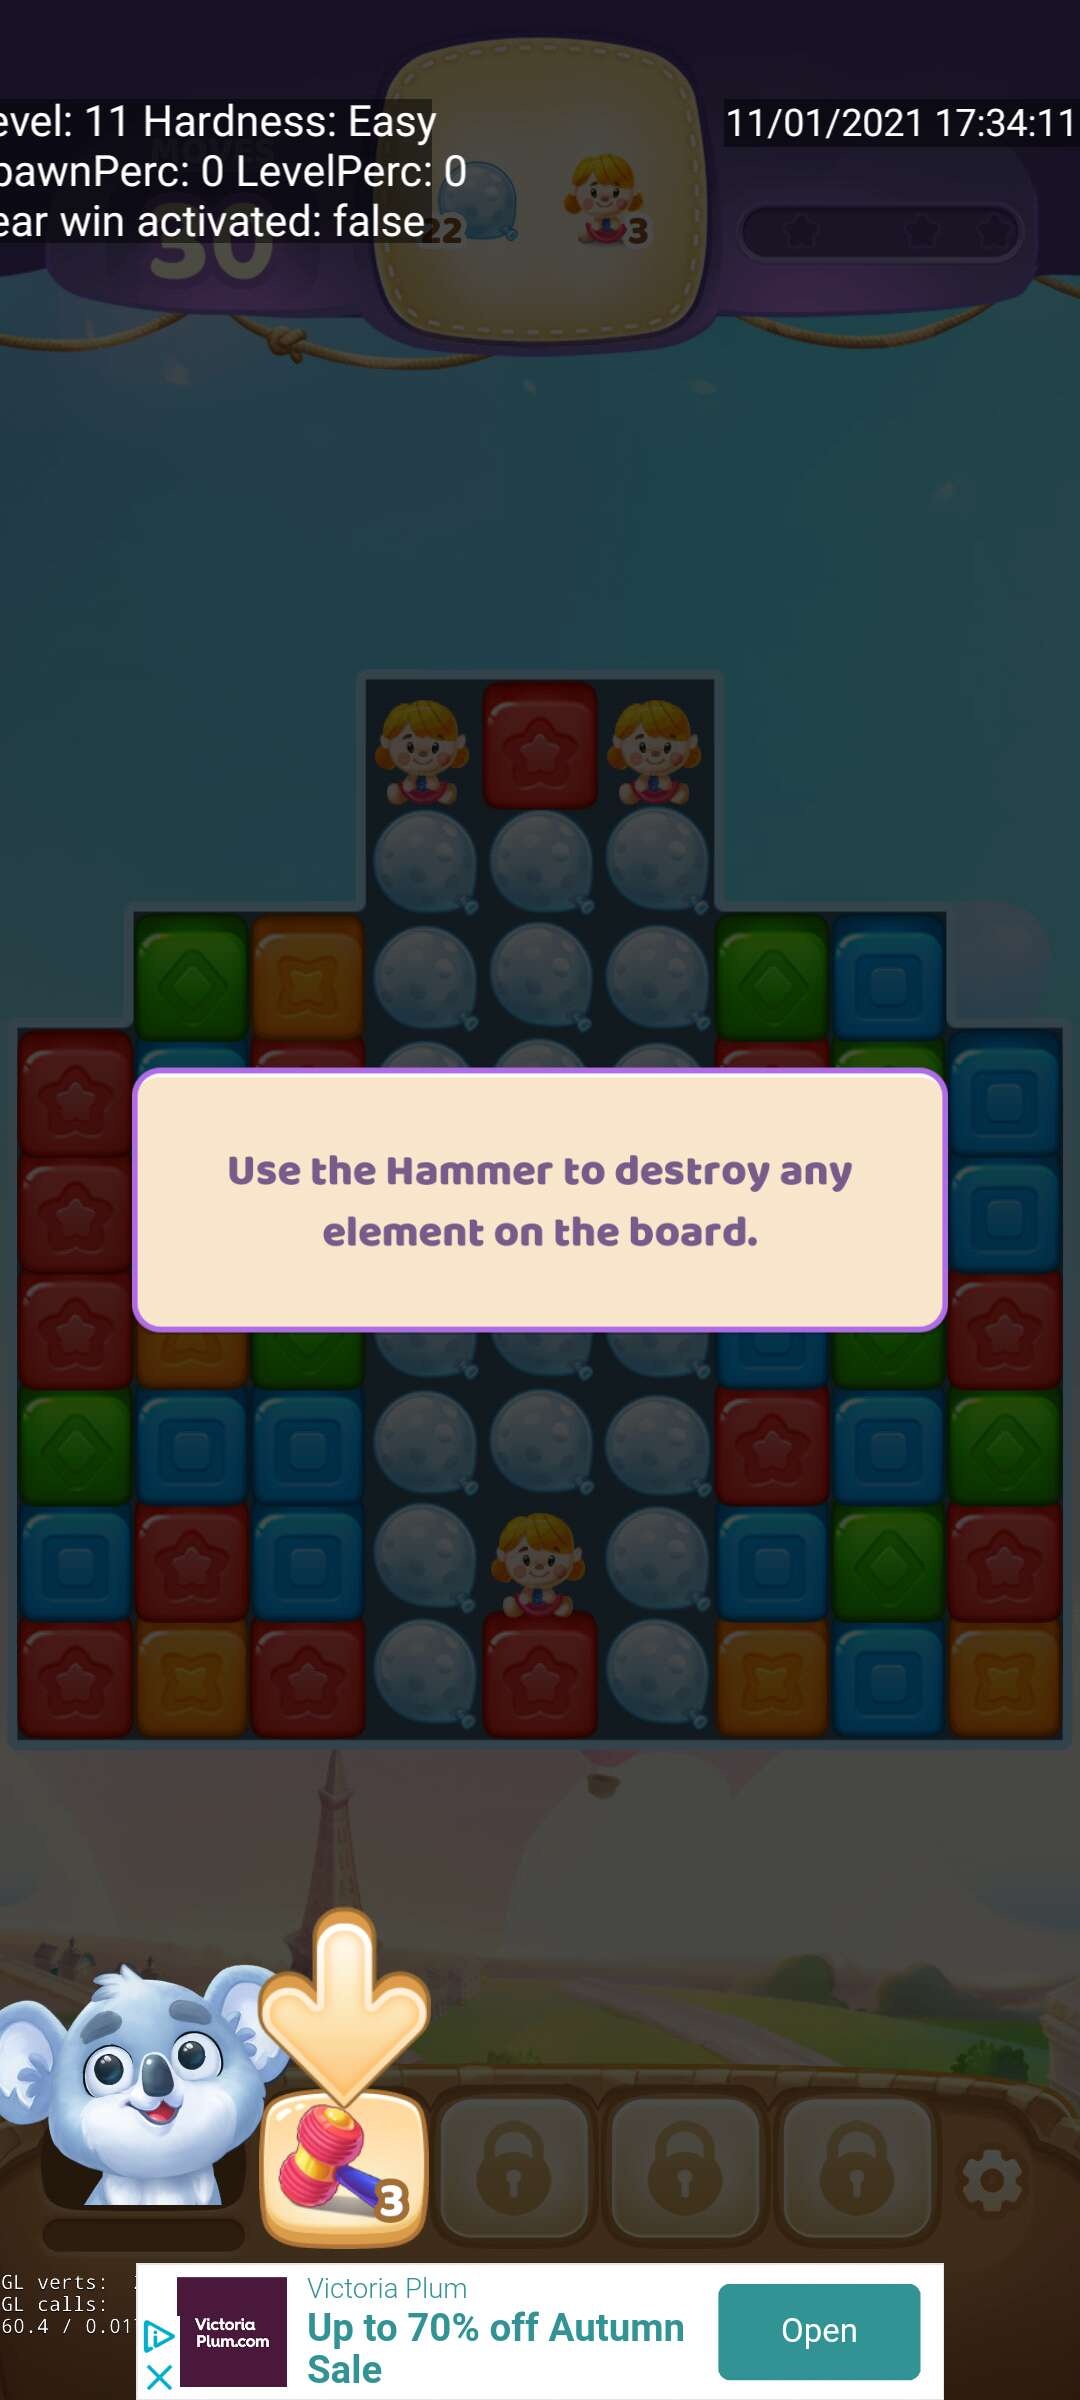 evel: 11 Hardness: Easy
pawnPerc: 0 LevelPerc: 0
ear win activated: false
11/01/2021 17:34:11
30
22
3
Use the Hammer to destroy any
element on the board.
3
GL verts:
GL calls:
60.4 / 0.01
Victoria
Plum.com
Victoria Plum
Up to 70% off Autumn
Sale
Open